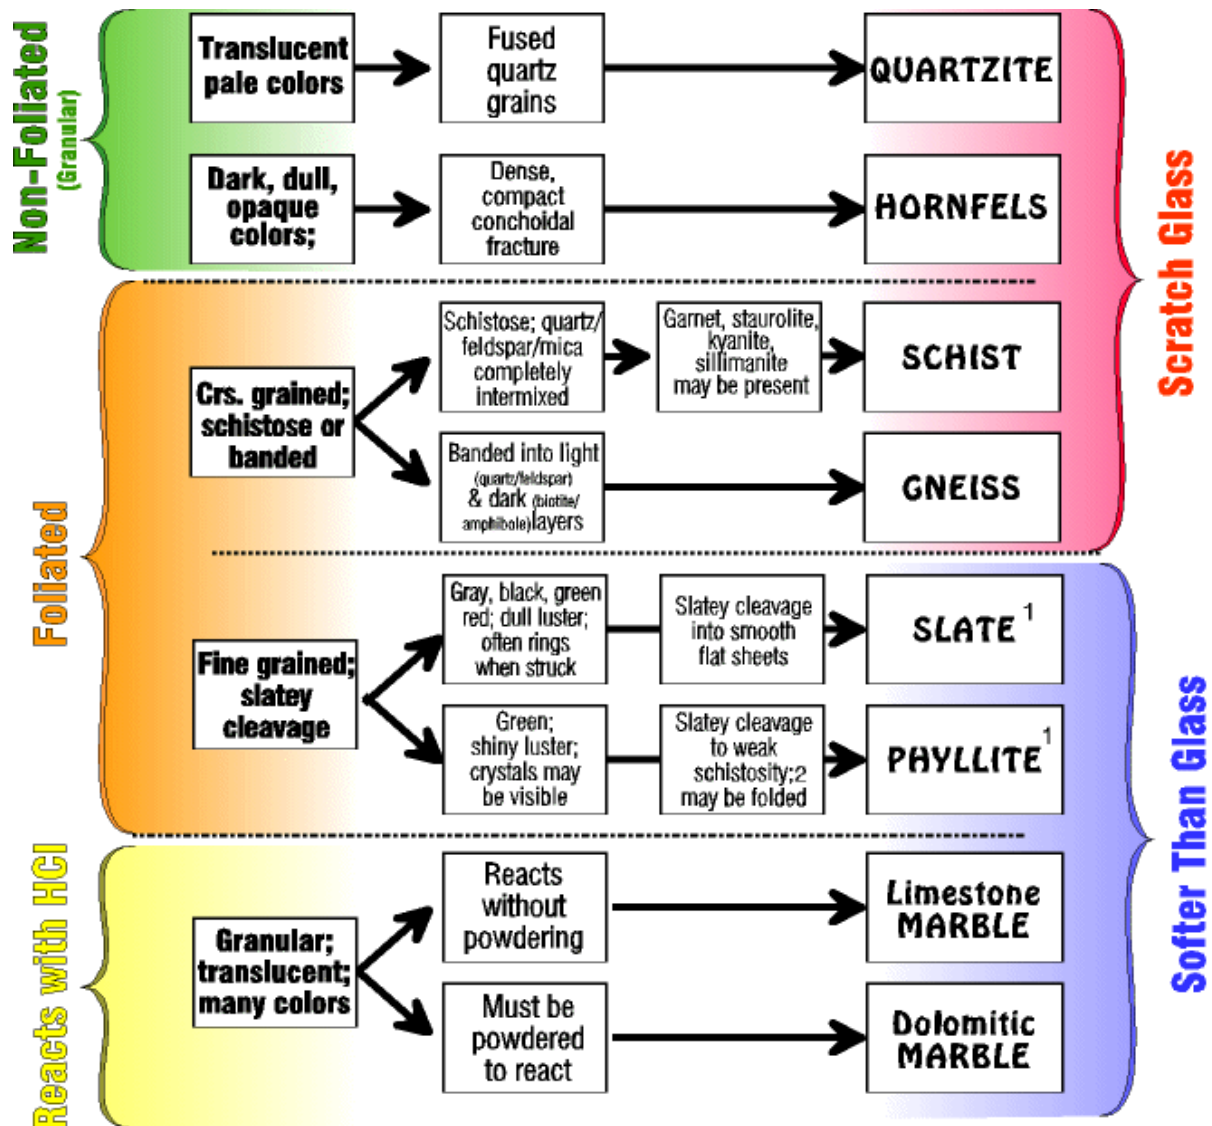 Non-Foliated
(Granular)
Translucent
pale colors
Fused
quartz
grains
QUARTZITE
Dark, dull,
opaque
colors;
Dense,
compact
conchoidal
fracture
HORNFELS
Scratch Glass
Foliated
Crs. grained;
schistose or
banded
Schistose; quartz/
feldspar/mica
completely
intermixed
Garnet, staurolite,
kyanite,
sillimanite
may be present
SCHIST
Banded into light
(quartz/feldspar)
& dark (biotite/
amphibole)layers
GNEISS
Fine grained;
slatey
cleavage
Gray, black, green
red; dull luster;
often rings
when struck
Slatey cleavage
into smooth
flat sheets
SLATE 1
Green;
shiny luster;
crystals may
be visible
Slatey cleavage
to weak
schistosity;2
may be folded
PHYLLITE 1
Softer Than Glass
Reacts with HCl
Granular;
translucent;
many colors
Reacts
without
powdering
Limestone
MARBLE
Must be
powdered
to react
Dolomitic
MARBLE